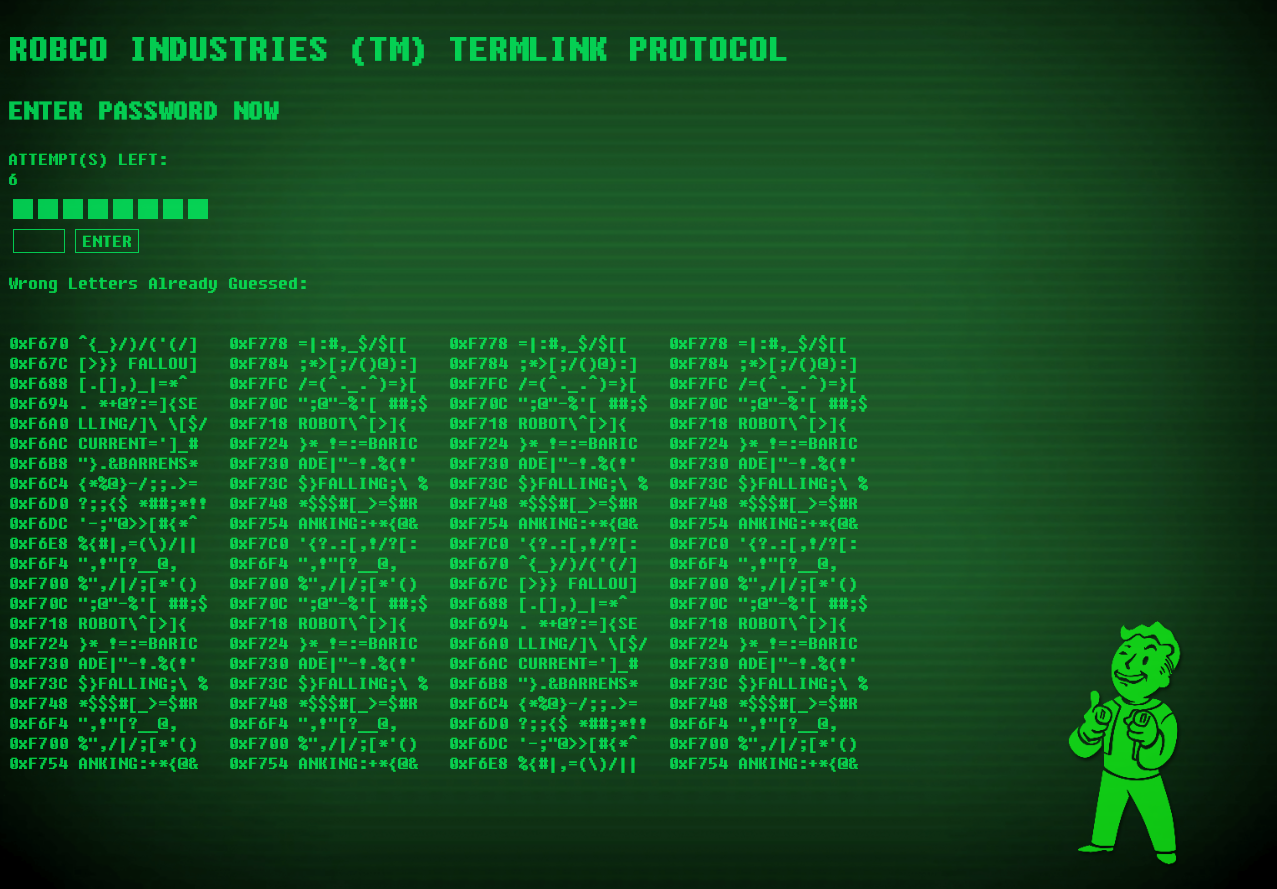 ROBCO INDUSTRIES (TM) TERMLINK PROTOCOL
ENTER PASSWORD NOW
ATTEMPT(S) LEFT:
6
ENTER
Wrong Letters Already Guessed:
0xF670 ^{_}/)/('(/] 0xF778 =|:#,_$/$[[ 0xF778 =|:#,_$/$[[ 0xF778 =|:#,_$/$[[
0xF67C [>}} FALLOU] 0xF784 ;*>[;/()@):] 0xF784 ;*>[;/()@):] 0xF784 ;*>[;/()@):]
0xF688 [.[],)_|=*^ 0xF7FC /=(^._.^)=}[ 0xF7FC /=(^._.^)=}[ 0xF7FC /=(^._.^)=}[
0xF694 . *+@?:=]{SE 0xF70C ";@"-%'[ ##;$ 0xF70C ";@"-%'[ ##;$ 0xF70C ";@"-%'[ ##;$
0xF6A0 LLING/]\ \[$/ 0xF718 ROBOT\^[>]{ 0xF718 ROBOT\^[>]{ 0xF718 ROBOT\^[>]{
0xF6AC CURRENT=']_# 0xF724 }*_!=:=BARIC 0xF724 }*_!=:=BARIC 0xF724 }*_!=:=BARIC
0xF6B8 "}.&BARRENS* 0xF730 ADE|"-!.%(!' 0xF730 ADE|"-!.%(!' 0xF730 ADE|"-!.%(!'
0xF6C4 {*%@}-/;;.>= 0xF73C $}FALLING;\ % 0xF73C $}FALLING;\ % 0xF73C $}FALLING;\ %
0xF6D0 ?;;{$ *##;*!! 0xF748 *$$$#[_>=$#R 0xF748 *$$$#[_>=$#R 0xF748 *$$$#[_>=$#R
0xF6DC '-;"@>>[#{*^ 0xF754 ANKING:+*{@& 0xF754 ANKING:+*{@& 0xF754 ANKING:+*{@&
0xF6E8 %{#|,=(\)/|| 0xF7C0 '{?.:[,!/?[: 0xF7C0 '{?.:[,!/?[: 0xF7C0 '{?.:[,!/?[:
0xF6F4 ",!"[?__@, 0xF6F4 ",!"[?__@, 0xF670 ^{_}/)/('(/] 0xF6F4 ",!"[?__@,
0xF700 %",/|/;[*'() 0xF700 %",/|/;[*'() 0xF67C [>}} FALLOU] 0xF700 %",/|/;[*'()
0xF70C ";@"-%'[ ##;$ 0xF70C ";@"-%'[ ##;$ 0xF688 [.[],)_|=*^ 0xF70C ";@"-%'[ ##;$
0xF718 ROBOT\^[>]{ 0xF718 ROBOT\^[>]{ 0xF694 . *+@?:=]{SE 0xF718 ROBOT\^[>]{
0xF724 }*_!=:=BARIC 0xF724 }*_!=:=BARIC 0xF6A0 LLING/]\ \[$/ 0xF724 }*_!=:=BARIC
0xF730 ADE|"-!.%(!' 0xF730 ADE|"-!.%(!' 0xF6AC CURRENT=']_# 0xF730 ADE|"-!.%(!'
0xF73C $}FALLING;\ % 0xF73C $}FALLING;\ % 0xF6B8 "}.&BARRENS* 0xF73C $}FALLING;\ %
0xF748 *$$$#[_>=$#R 0xF748 *$$$#[_>=$#R 0xF6C4 {*%@}-/;;.>= 0xF748 *$$$#[_>=$#R
0xF6F4 ",!"[?__@, 0xF6F4 ",!"[?__@, 0xF6D0 ?;;{$ *##;*!! 0xF6F4 ",!"[?__@,
0xF700 %",/|/;[*'() 0xF700 %",/|/;[*'() 0xF6DC '-;"@>>[#{*^ 0xF700 %",/|/;[*'()
0xF754 ANKING:+*{@& 0xF754 ANKING:+*{@& 0xF6E8 %{#|,=(\)/|| 0xF754 ANKING:+*{@&